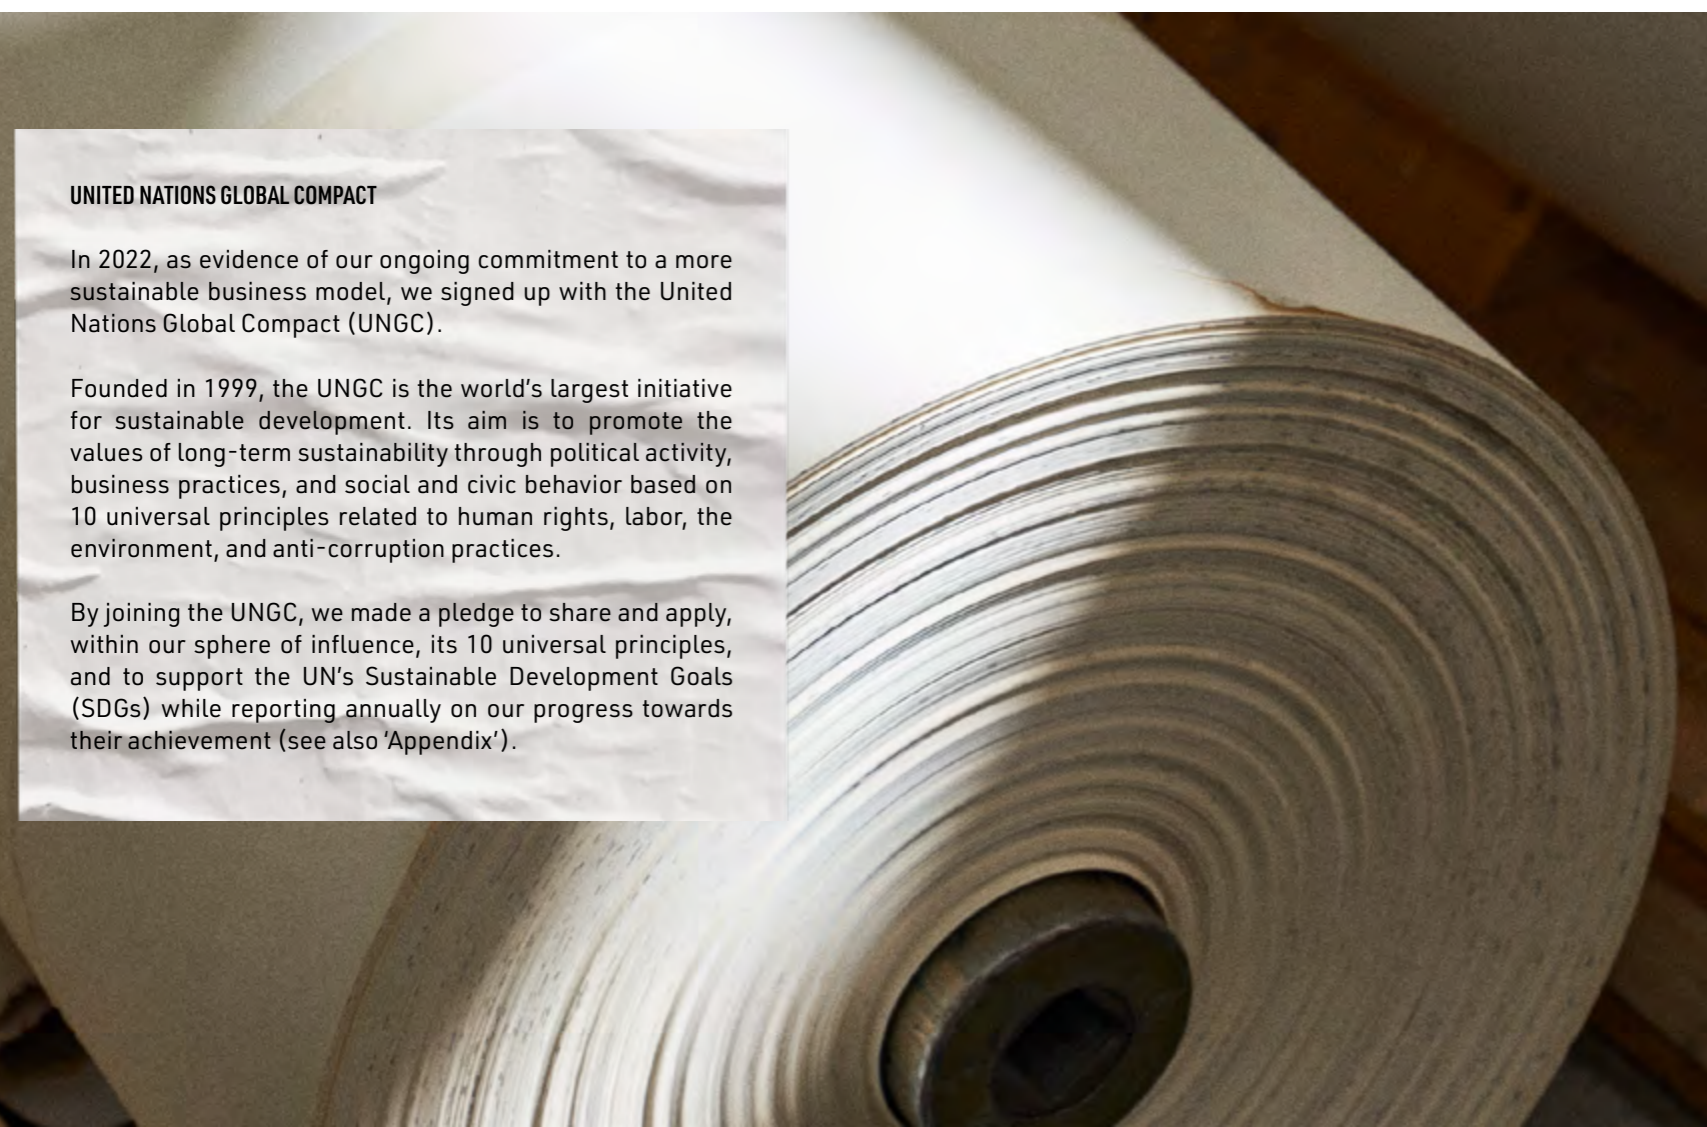 UNITED NATIONS GLOBAL COMPACT
In 2022, as evidence of our ongoing commitment to a more
sustainable business model, we signed up with the United
Nations Global Compact (UNGC).
Founded in 1999, the UNGC is the world's largest initiative
for sustainable development. Its aim is to promote the
values of long-term sustainability through political activity,
business practices, and social and civic behavior based on
10 universal principles related to human rights, labor, the
environment, and anti-corruption practices.
By joining the UNGC, we made a pledge to share and apply,
within our sphere of influence, its 10 universal principles,
and to support the UN's Sustainable Development Goals
(SDGs) while reporting annually on our progress towards
their achievement (see also 'Appendix').